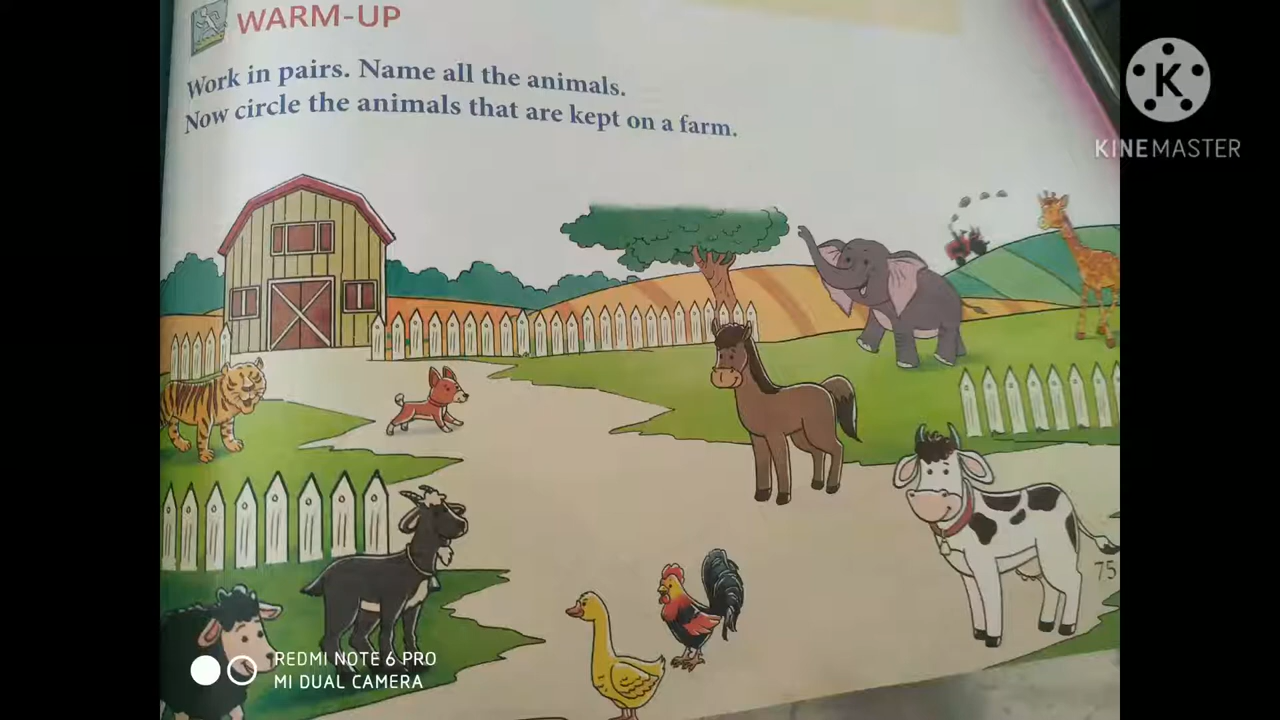 WARM-UP
Work in pairs. Name all the animals.
Now circle the animals that are kept on a farm.
K
KINEMASTER
75
REDMI NOTE 6 PRO
MI DUAL CAMERA